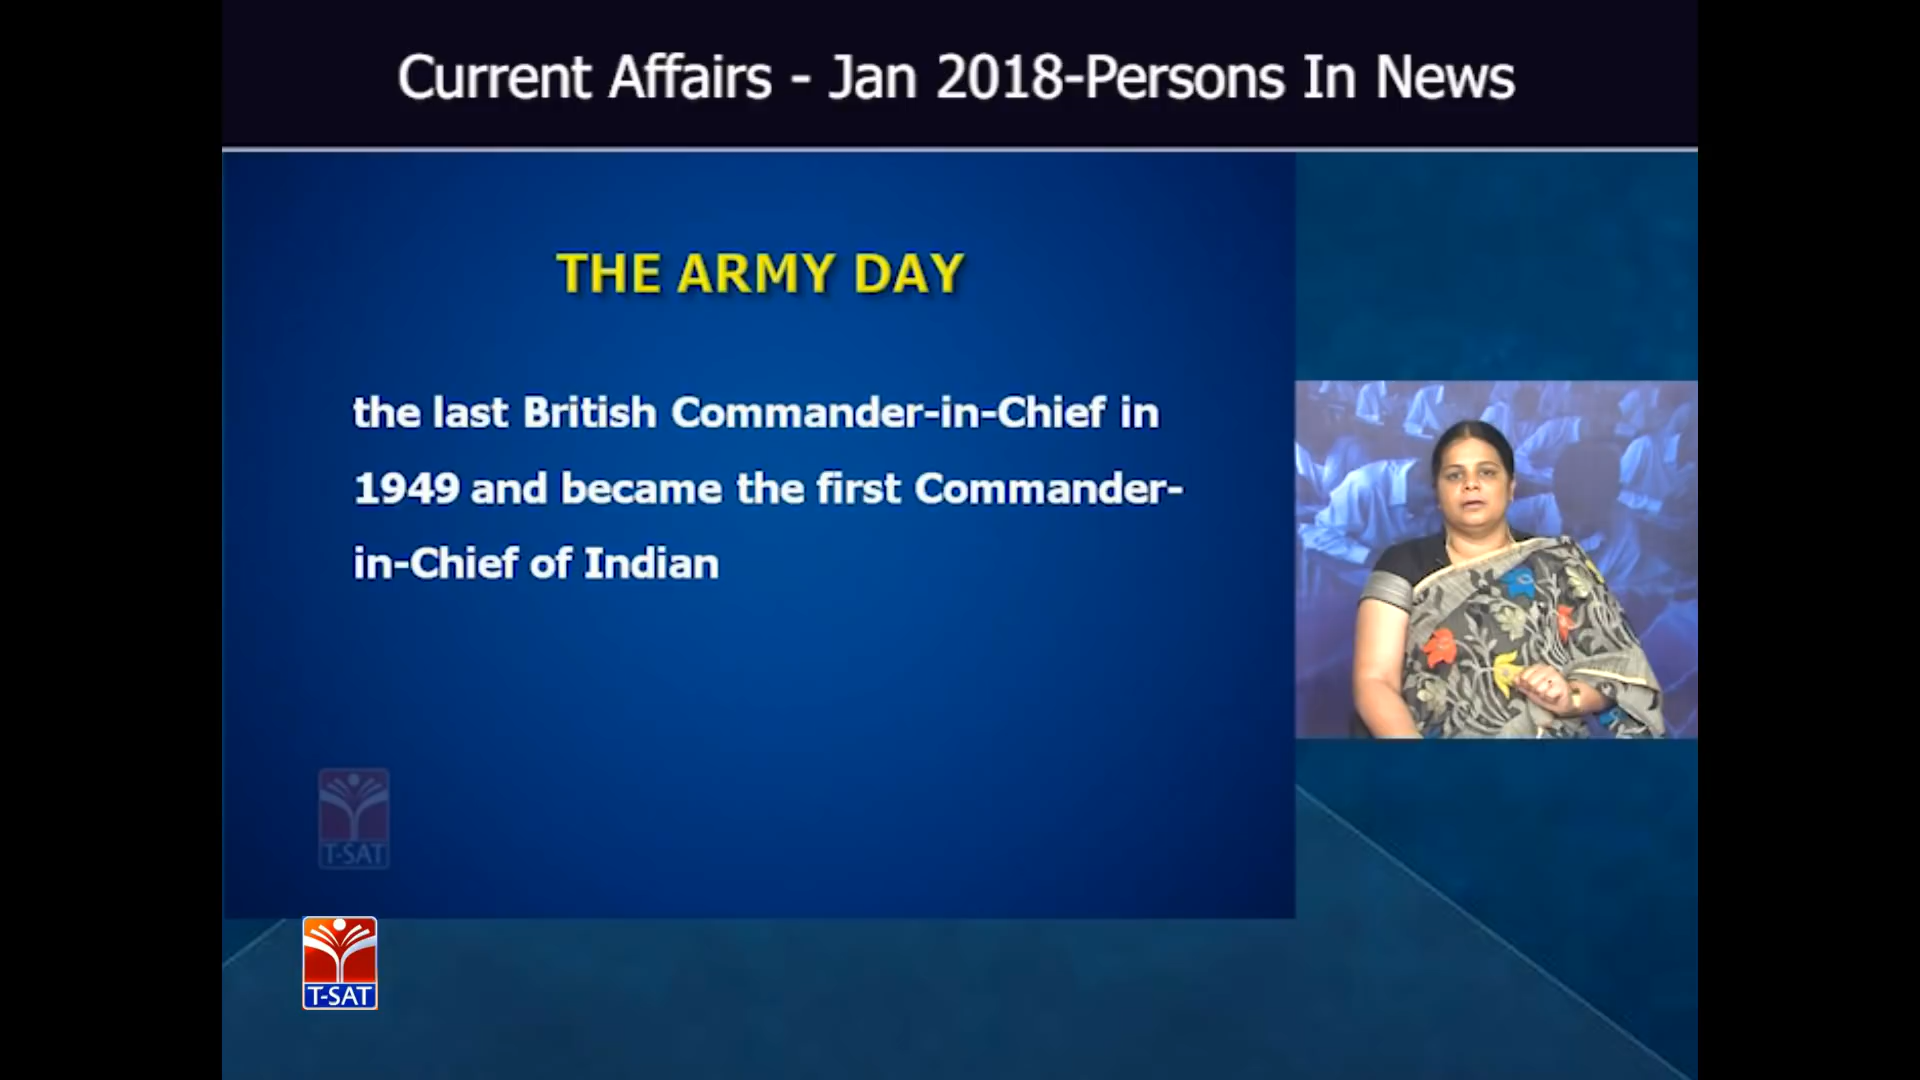 Current Affairs - Jan 2018-Persons In News
THE ARMY DAY
the last British Commander-in-Chief in
1949 and became the first Commander-
in-Chief of Indian
T-SAT
T-SAT